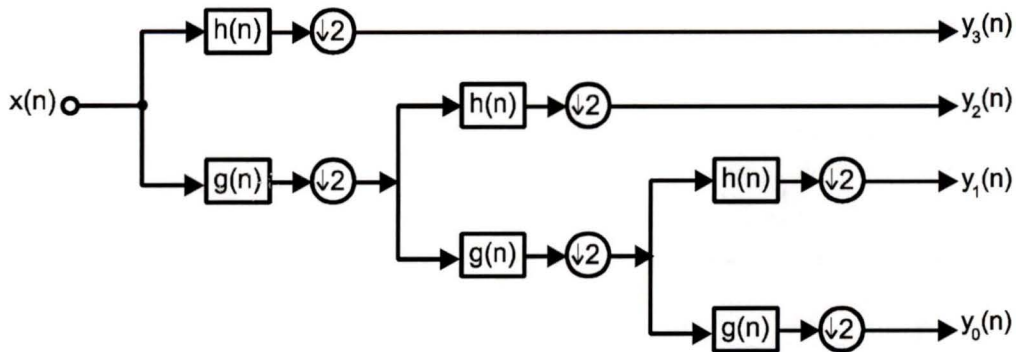 h(n) ↓2 y3(n)
x(n)
h(n) ↓2 y2(n)
g(n) ↓2
h(n) ↓2 y1(n)
g(n) ↓2
g(n) ↓2 y0(n)